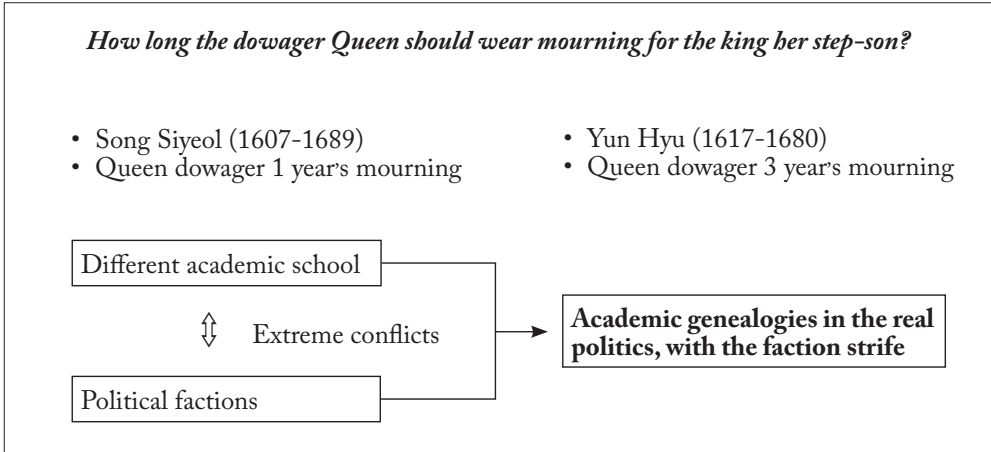 How long the dowager Queen should wear mourning for the king her step-son?
• Song Siyeol (1607-1689)
• Queen dowager 1 year's mourning
• Yun Hyu (1617-1680)
• Queen dowager 3 year's mourning
Different academic school
Extreme conflicts
Political factions
Academic genealogies in the real
politics, with the faction strife